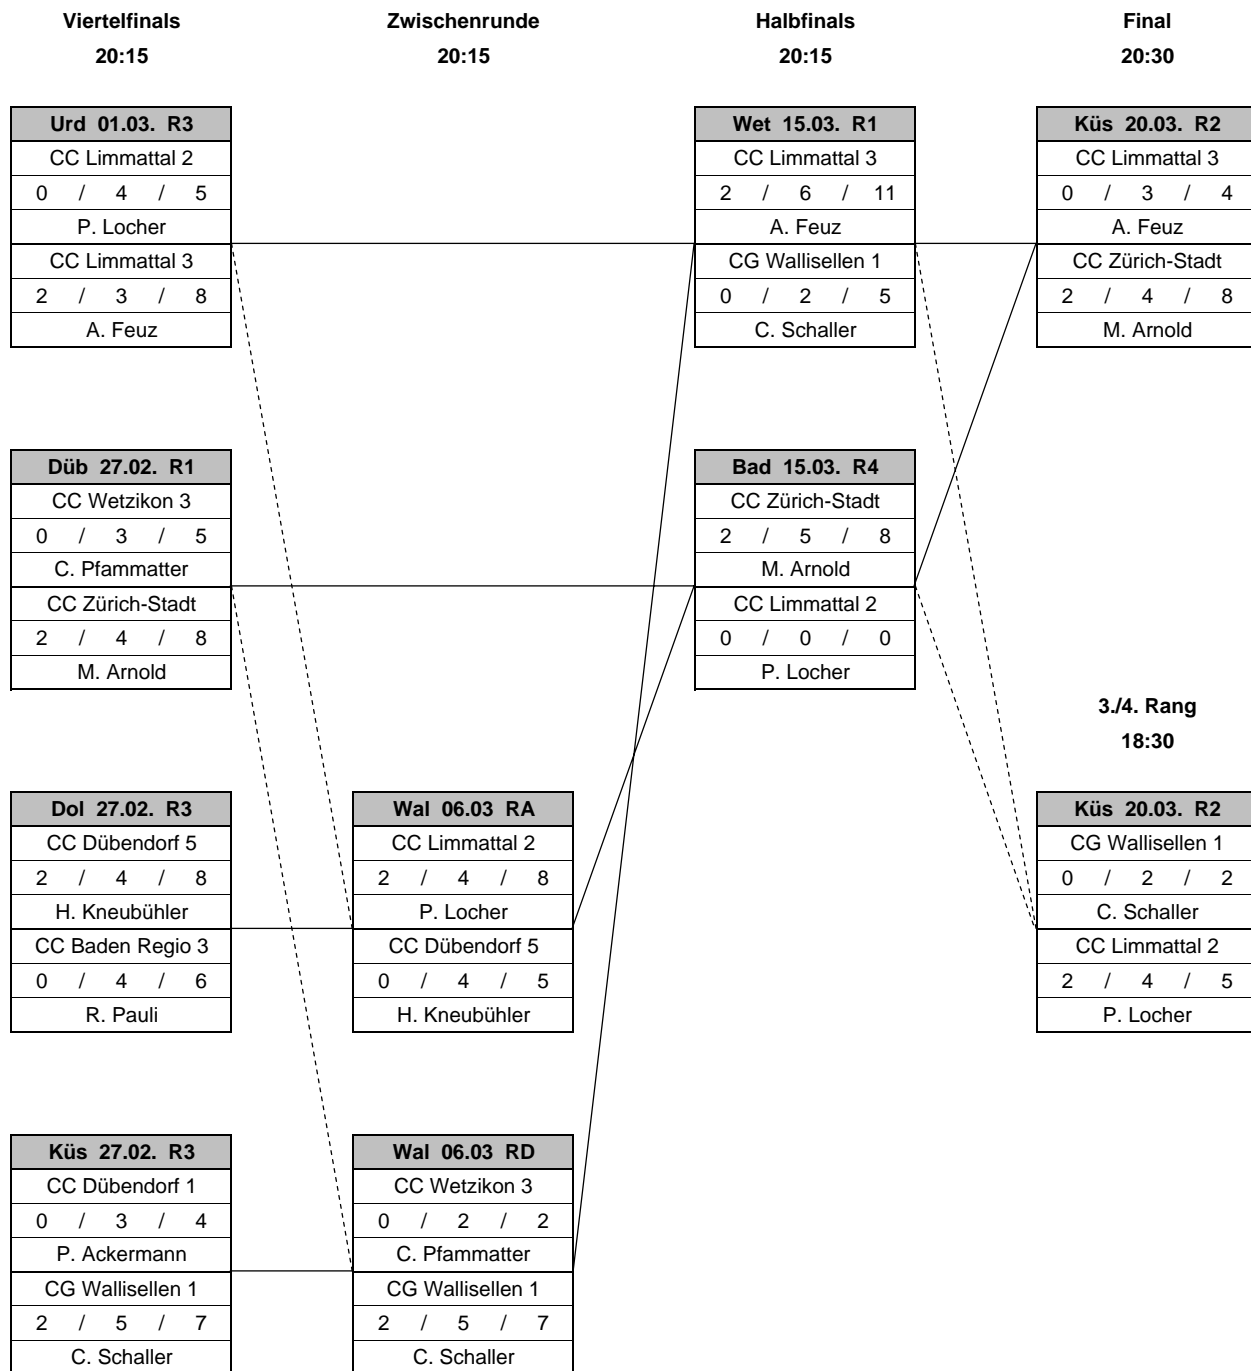 Viertelfinals Zwischenrunde Halbfinals Final
20:15 20:15 20:15 20:30
Urd 01.03. R3 Wet 15.03. R1 Küs 20.03. R2
CC Limmattal 2 CC Limmattal 3 CC Limmattal 3
0 / 4 / 5 2 / 6 / 11 0 / 3 / 4
P. Locher A. Feuz A. Feuz
CC Limmattal 3 CG Wallisellen 1 CC Zürich-Stadt
2 / 3 / 8 0 / 2 / 5 2 / 4 / 8
A. Feuz C. Schaller M. Arnold
Düb 27.02. R1 Bad 15.03. R4
CC Wetzikon 3 CC Zürich-Stadt
0 / 3 / 5 2 / 5 / 8
C. Pfammatter M. Arnold
CC Zürich-Stadt CC Limmattal 2
2 / 4 / 8 0 / 0 / 0
M. Arnold P. Locher
3./4. Rang
18:30
Dol 27.02. R3 Wal 06.03 RA Küs 20.03. R2
CC Dübendorf 5 CC Limmattal 2 CG Wallisellen 1
2 / 4 / 8 2 / 4 / 8 0 / 2 / 2
H. Kneubühler P. Locher C. Schaller
CC Baden Regio 3 CC Dübendorf 5 CC Limmattal 2
0 / 4 / 6 0 / 4 / 5 2 / 4 / 5
R. Pauli H. Kneubühler P. Locher
Küs 27.02. R3 Wal 06.03 RD
CC Dübendorf 1 CC Wetzikon 3
0 / 3 / 4 0 / 2 / 2
P. Ackermann C. Pfammatter
CG Wallisellen 1 CG Wallisellen 1
2 / 5 / 7 2 / 5 / 7
C. Schaller C. Schaller